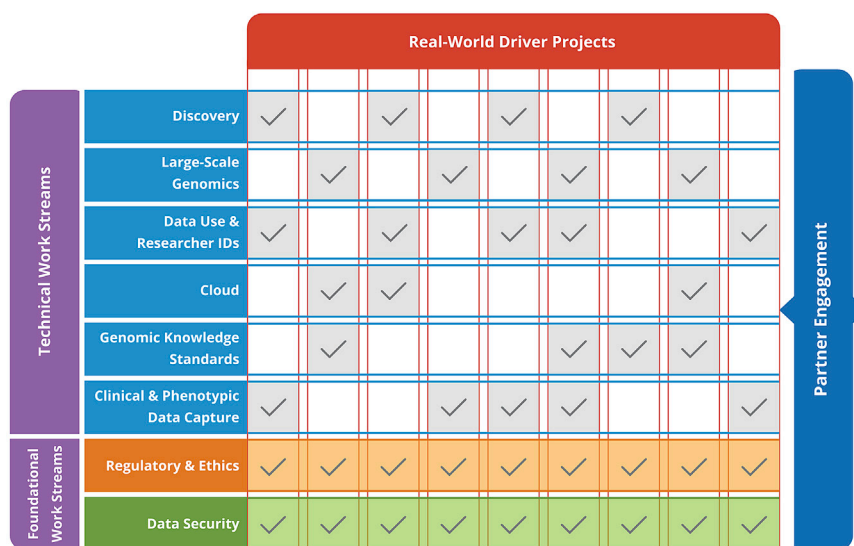 Real-World Driver Projects
Technical Work Streams
Discovery
Large-Scale
Genomics
Data Use &
Researcher IDs
Cloud
Genomic Knowledge
Standards
Clinical & Phenotypic
Data Capture
Foundational
Work Streams
Regulatory & Ethics
Data Security
Partner Engagement